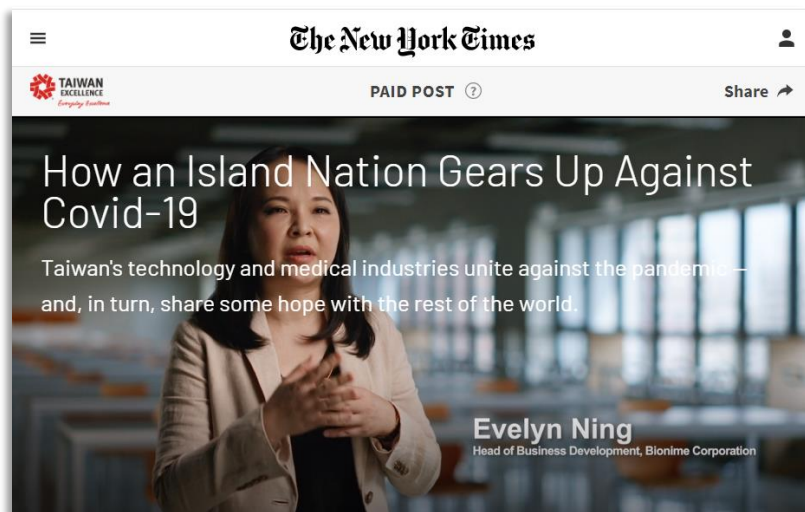 The New York Times
TAIWAN
EXCELLENCE
Everyday Excellence
PAID POST ?
Share
How an Island Nation Gears Up Against
Covid-19
Taiwan's technology and medical industries unite against the pandemic —
and, in turn, share some hope with the rest of the world.
Evelyn Ning
Head of Business Development, Bionime Corporation